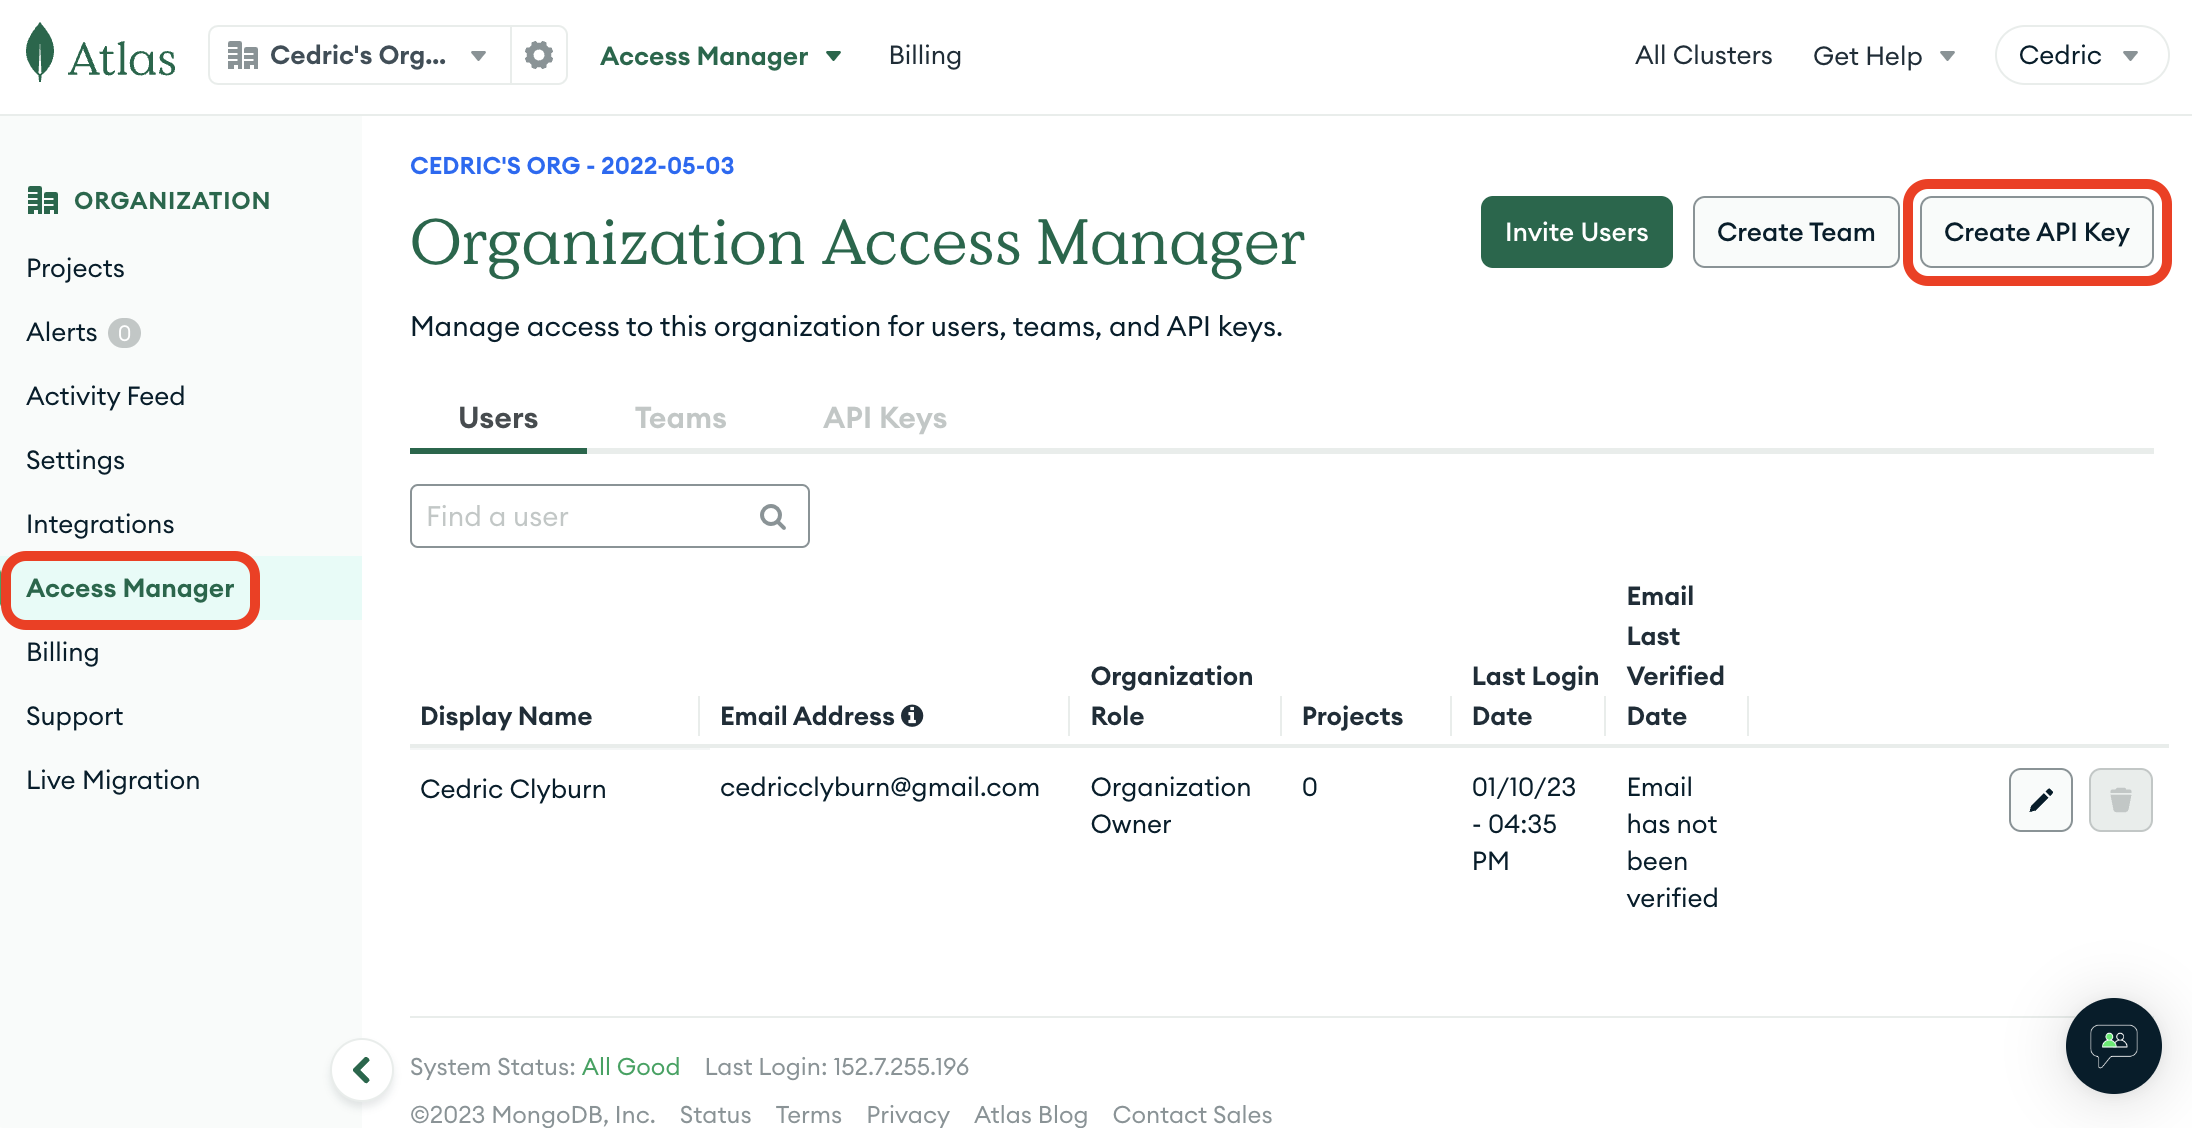 Atlas
Cedric's Org...
Access Manager
Billing
All Clusters
Get Help
Cedric
ORGANIZATION
Projects
Alerts 0
Activity Feed
Settings
Integrations
Access Manager
Billing
Support
Live Migration
CEDRIC'S ORG - 2022-05-03
Organization Access Manager
Invite Users
Create Team
Create API Key
Manage access to this organization for users, teams, and API keys.
Users
Teams
API Keys
Find a user
Display Name
Email Address
Organization
Role
Projects
Last Login
Date
Email
Last
Verified
Date
Cedric Clyburn
cedricclyburn@gmail.com
Organization
Owner
0
01/10/23
- 04:35
PM
Email
has not
been
verified
System Status: All Good Last Login: 152.7.255.196
©2023 MongoDB, Inc. Status Terms Privacy Atlas Blog Contact Sales